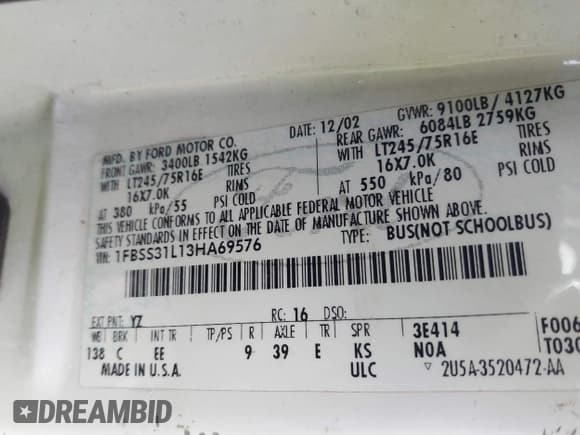 MFD. BY FORD MOTOR CO.
DATE: 12/02
GVWR: 9100LB/ 4127KG
FRONT GAWR: 3400LB 1542KG
REAR GAWR: 6084LB 2759KG
WITH LT245/75R16E TIRES
WITH LT245/75R16E TIRES
16X7.0K RIMS
16X7.0K RIMS
AT 380 kPa/55 PSI COLD
AT 550 kPa/80 PSI COLD
THIS VEHICLE CONFORMS TO ALL APPLICABLE FEDERAL MOTOR VEHICLE
SAFETY STANDARDS IN EFFECT ON THE DATE OF MANUFACTURE SHOWN ABOVE.
VIN: 1FBSS31L13HA69576
TYPE: BUS(NOT SCHOOLBUS)
EXT PNT: YZ RC: 16 DSO:
WB BRK INT TR TP/PS R AXLE TR SPR 3E414 F006
138 C EE 9 39 E KS NOA T030
MADE IN U.S.A. ULC ▽ 2U5A-3520472-AA
DREAMBID